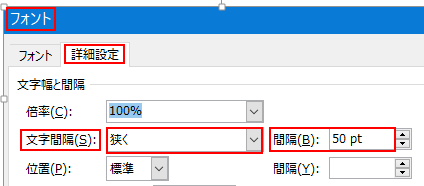 フォント
フォント 詳細設定
文字幅と間隔
倍率(C): 100%
文字間隔(S): 狭く 間隔(B): 50 pt
位置(P): 標準 間隔(Y):